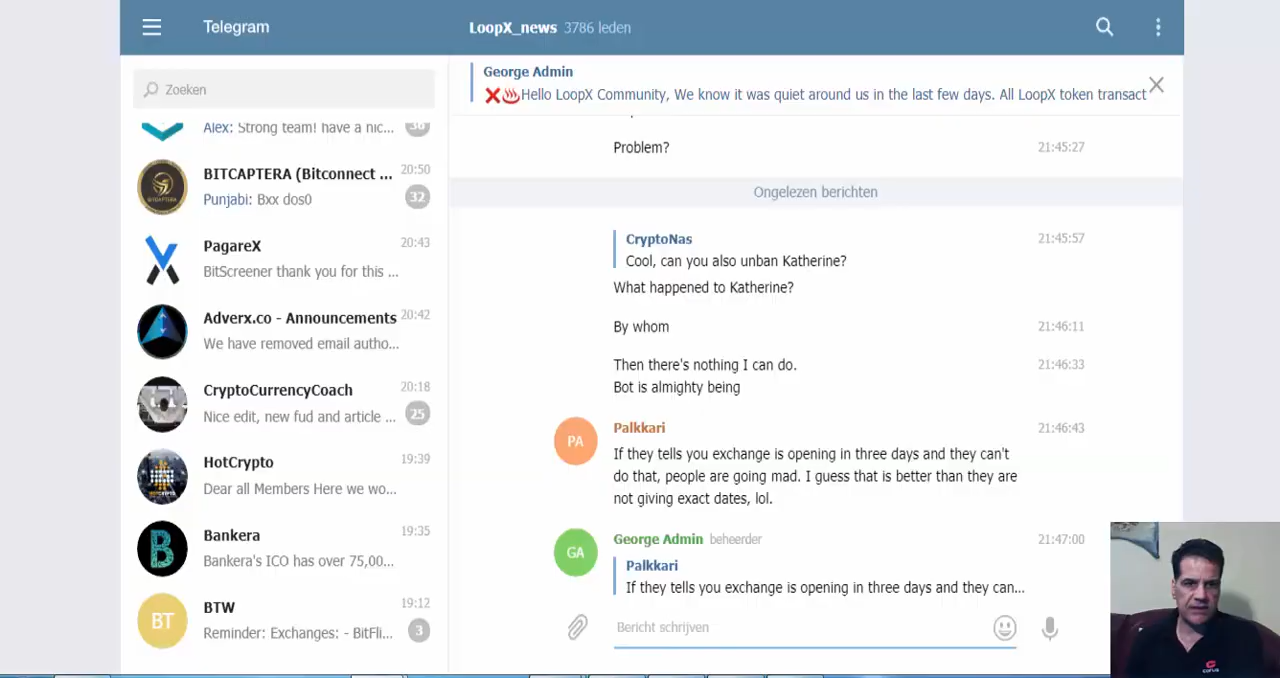 Telegram
LoopX_news 3786 leden
Zoeken
George Admin
Hello LoopX Community, We know it was quiet around us in the last few days. All LoopX token transact
Alex: Strong team! have a nic...
36
BITCAPTERA (Bitconnect ...
20:50
Punjabi: Bxx dos0
32
PagareX
20:43
BitScreener thank you for this ...
Adverx.co - Announcements
20:42
We have removed email autho...
CryptoCurrencyCoach
20:18
Nice edit, new fud and article ...
25
HotCrypto
19:39
Dear all Members Here we wo...
Bankera
19:35
Bankera's ICO has over 75,00...
BT
BTW
19:12
Reminder: Exchanges: - BitFli...
3
Problem?
21:45:27
Ongelezen berichten
CryptoNas
21:45:57
Cool, can you also unban Katherine?
What happened to Katherine?
By whom
21:46:11
Then there's nothing I can do.
21:46:33
Bot is almighty being
PA
Palkkari
21:46:43
If they tells you exchange is opening in three days and they can't
do that, people are going mad. I guess that is better than they are
not giving exact dates, lol.
GA
George Admin beheerder
21:47:00
Palkkari
If they tells you exchange is opening in three days and they can...
Bericht schrijven